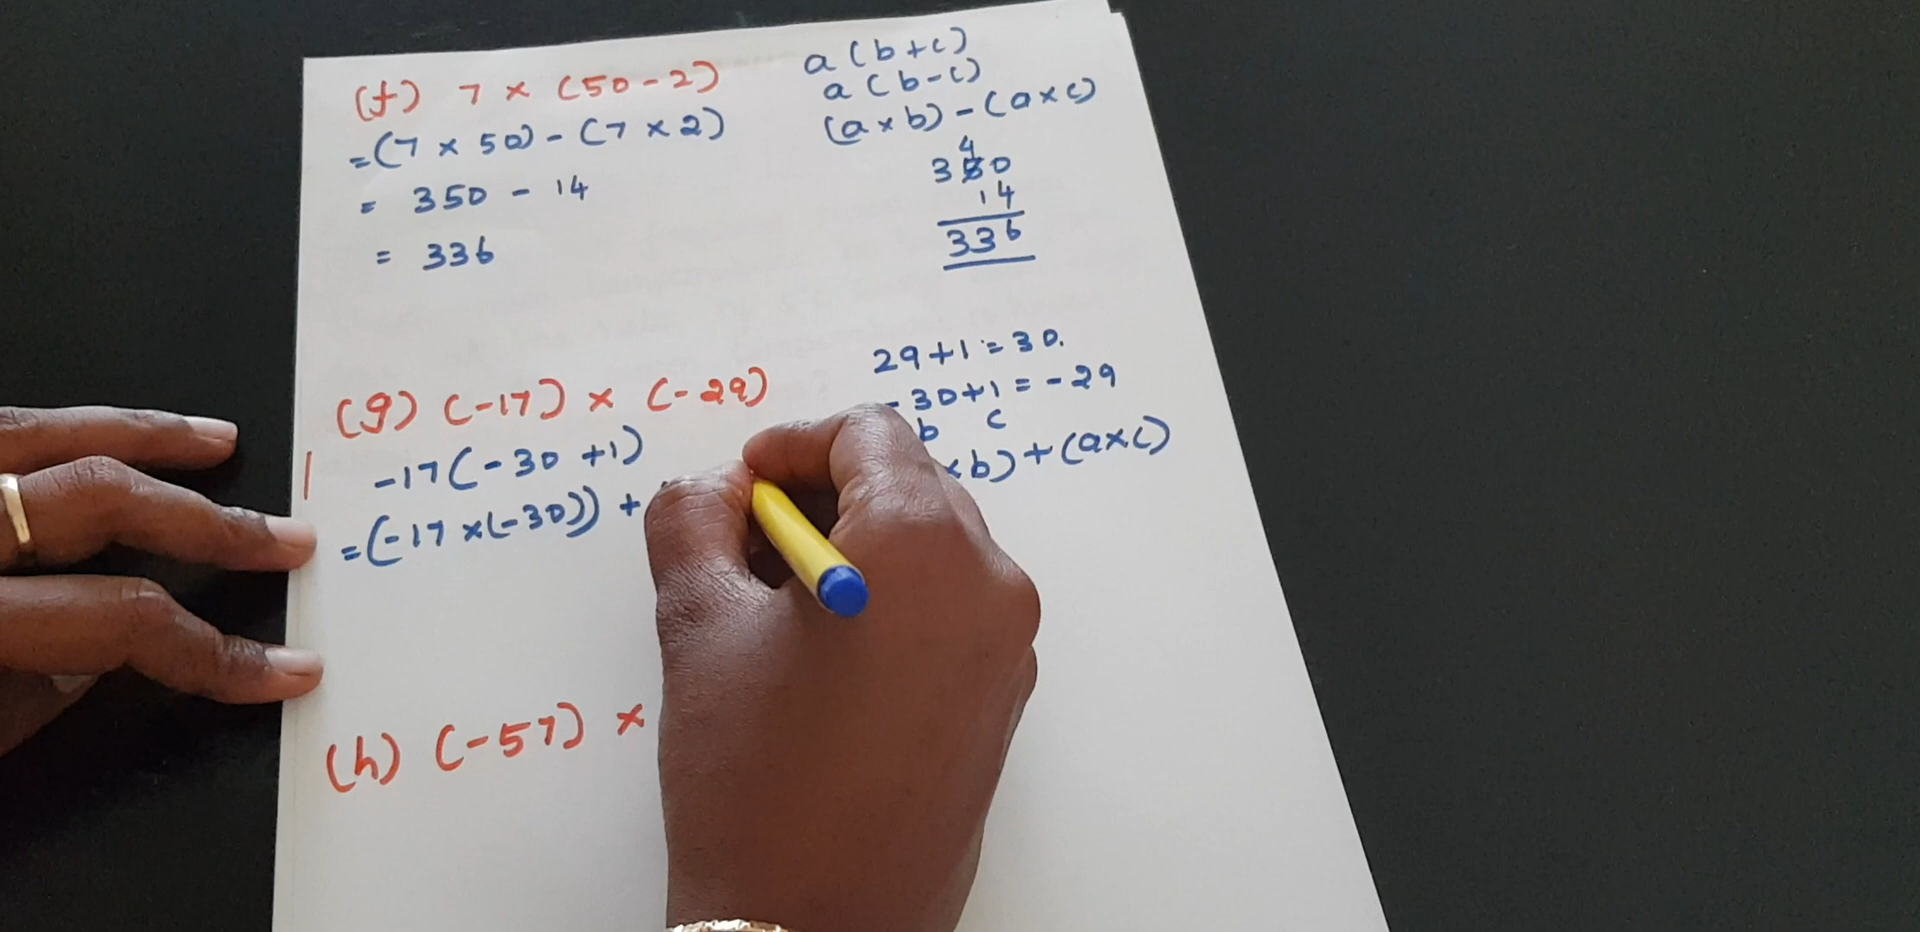 (f) 7 × (50 - 2)
= (7 × 50) - (7 × 2)
= 350 - 14
= 336
a (b + c)
a (b - c)
(a × b) - (a × c)
4
350
14
336
(g) (-17) × (-29)
-17 (-30 + 1)
= (-17 × (-30)) +
29 + 1 = 30.
- 30 + 1 = - 29
b c
× b) + (a × c)
(h) (-57) ×